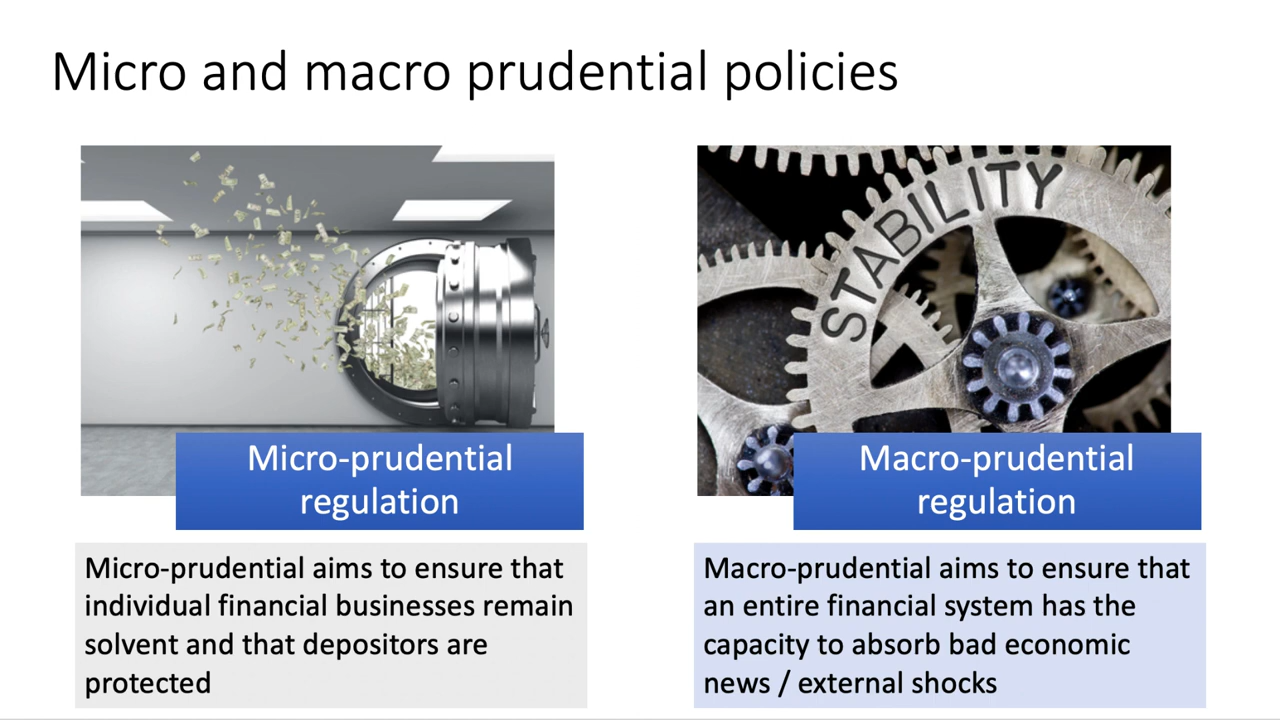 Micro and macro prudential policies
STABILITY
Micro-prudential
regulation
Macro-prudential
regulation
Micro-prudential aims to ensure that
individual financial businesses remain
solvent and that depositors are
protected
Macro-prudential aims to ensure that
an entire financial system has the
capacity to absorb bad economic
news / external shocks